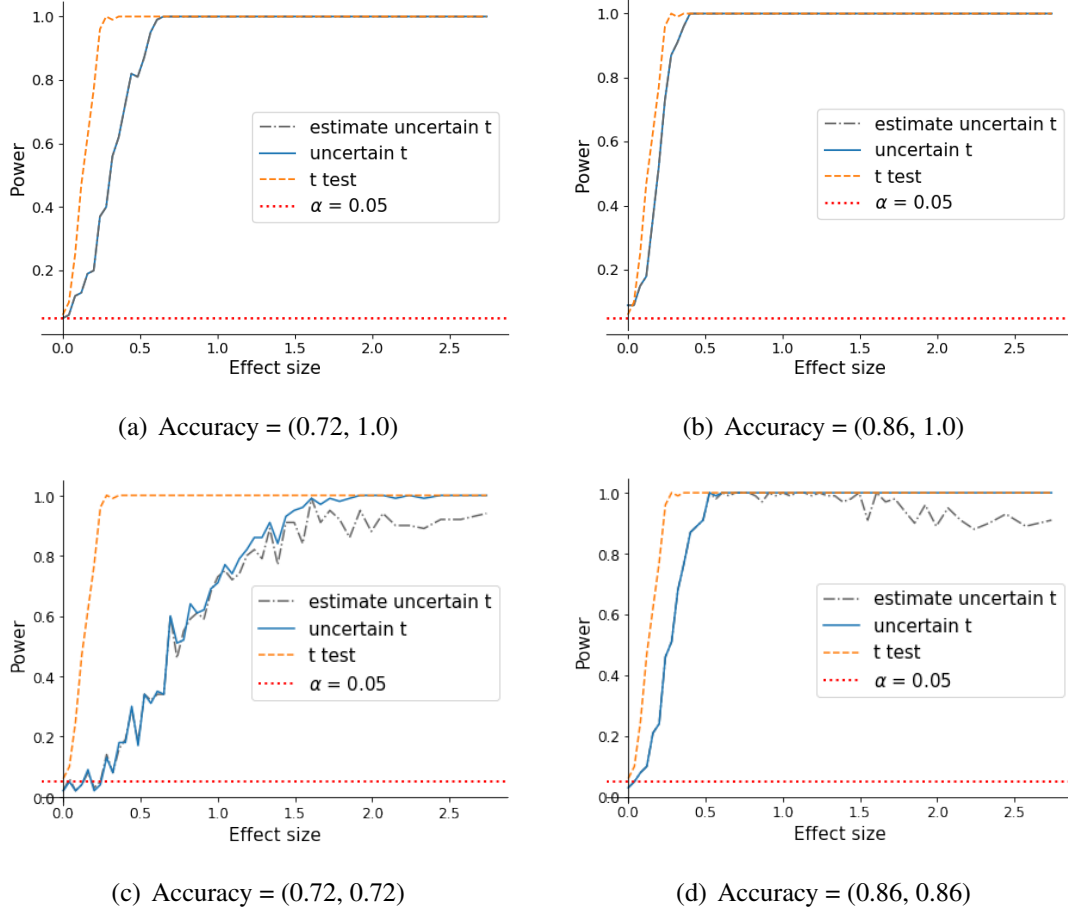 1.0
0.8
0.6
0.4
0.2
Power
estimate uncertain t
uncertain t
t test
α = 0.05
0.0 0.5 1.0 1.5 2.0 2.5
Effect size
(a) Accuracy = (0.72, 1.0)
1.0
0.8
0.6
0.4
0.2
Power
estimate uncertain t
uncertain t
t test
α = 0.05
0.0 0.5 1.0 1.5 2.0 2.5
Effect size
(b) Accuracy = (0.86, 1.0)
1.0
0.8
0.6
0.4
0.2
0.0
Power
estimate uncertain t
uncertain t
t test
α = 0.05
0.0 0.5 1.0 1.5 2.0 2.5
Effect size
(c) Accuracy = (0.72, 0.72)
1.0
0.8
0.6
0.4
0.2
0.0
Power
estimate uncertain t
uncertain t
t test
α = 0.05
0.0 0.5 1.0 1.5 2.0 2.5
Effect size
(d) Accuracy = (0.86, 0.86)